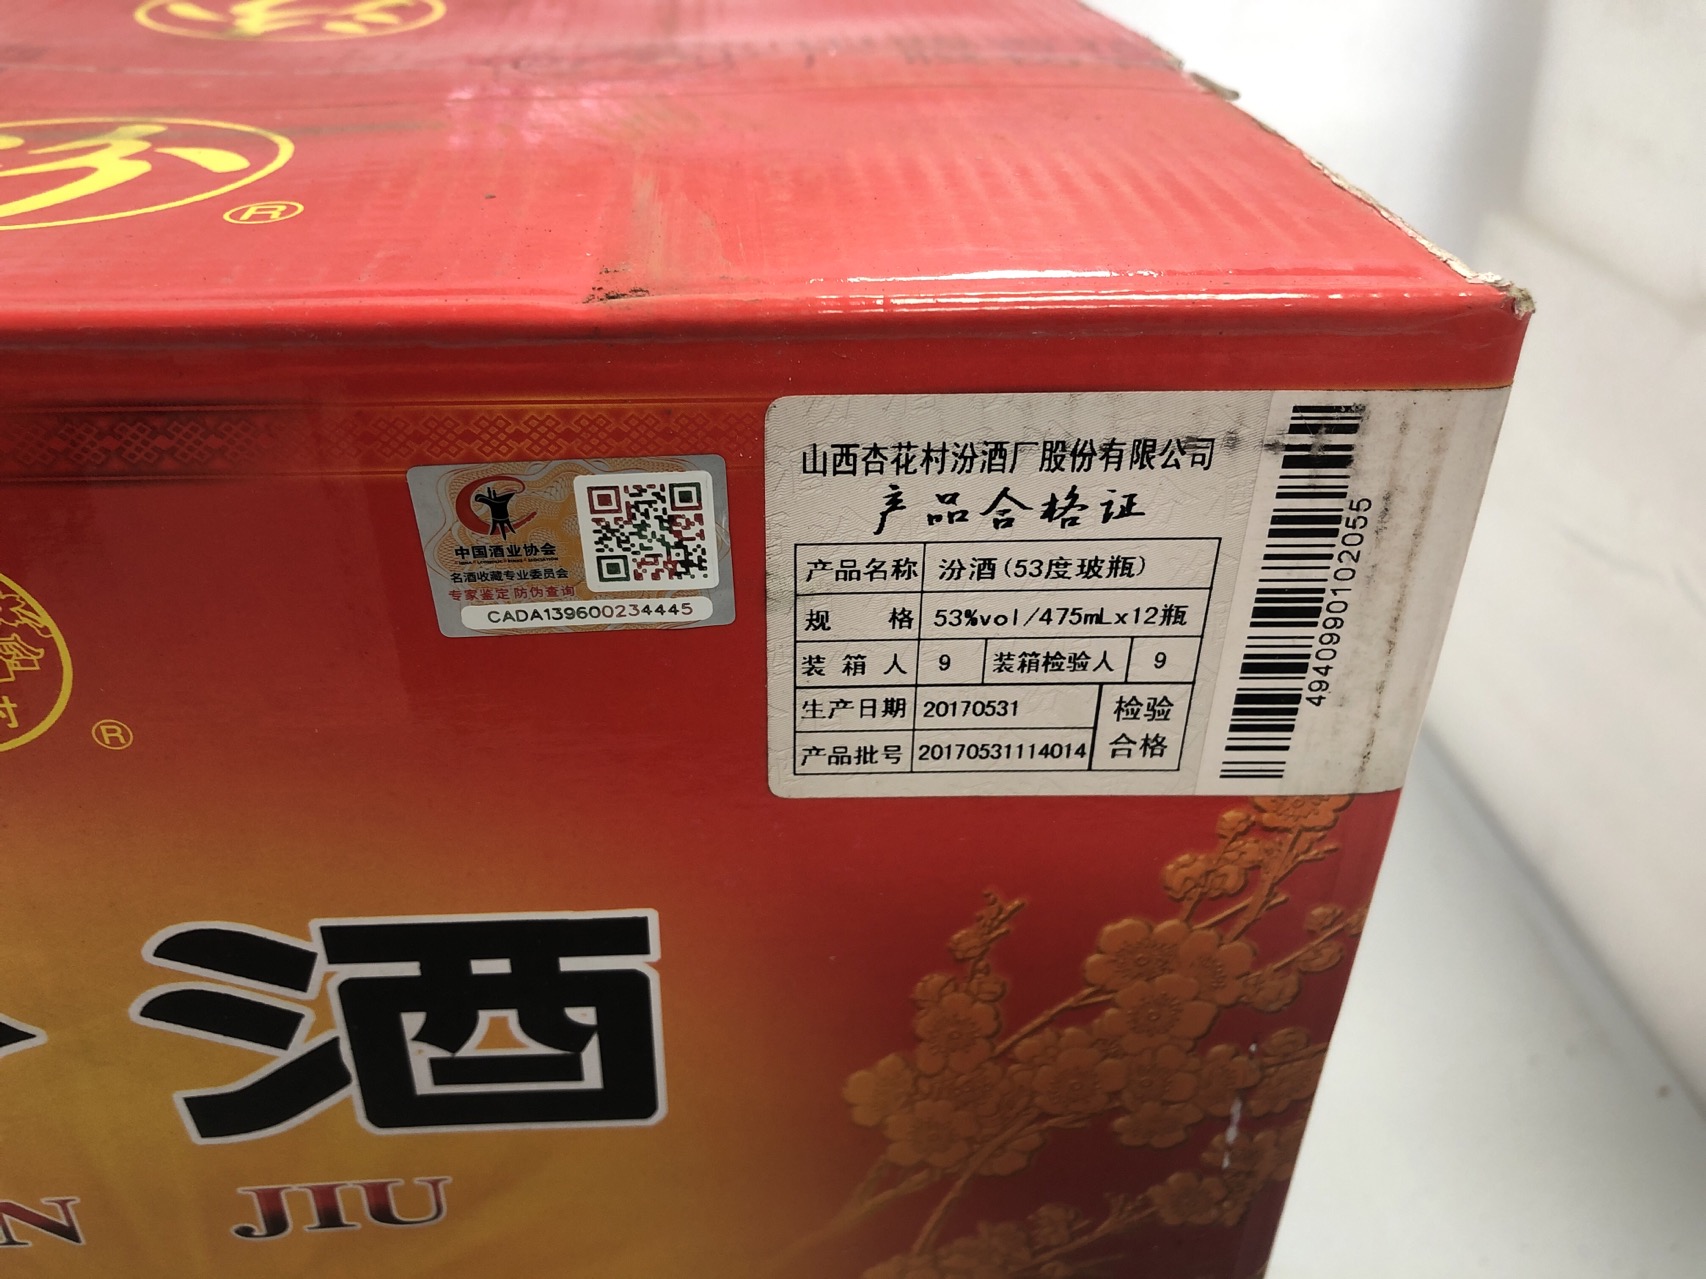 汾
®
®
村
中国酒业协会
名酒收藏专业委员会
专家鉴定 防伪查询
CADA139600234445
山西杏花村汾酒厂股份有限公司
产品合格证
产品名称 汾酒(53度玻瓶)
规 格 53%vol/475mLx12瓶
装 箱 人 9 装箱检验人 9
生产日期 20170531 检验
产品批号 20170531114014 合格
4940990102055
酒
N JIU